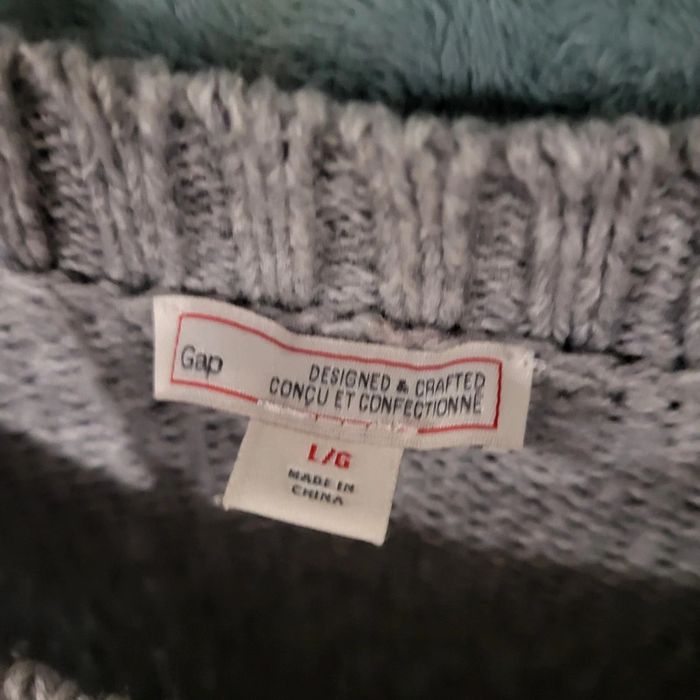 Gap
DESIGNED & CRAFTED
CONÇU ET CONFECTIONNÉ
L/G
MADE IN
CHINA